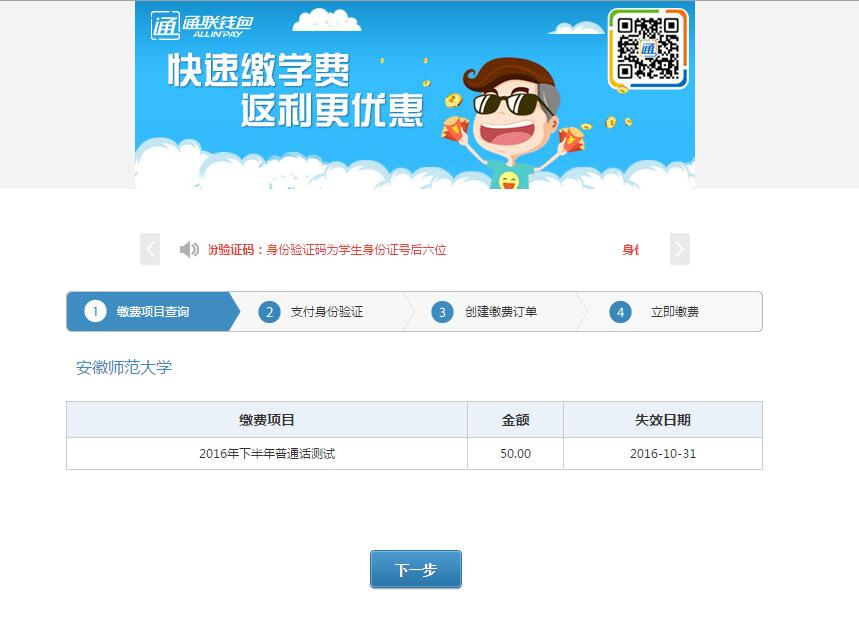 通 通联钱包
ALLINPAY
快速缴学费
返利更优惠
通
份验证码：身份验证码为学生身份证号后六位 身份
1 缴费项目查询 2 支付身份验证 3 创建缴费订单 4 立即缴费
安徽师范大学
缴费项目 金额 失效日期
2016年下半年普通话测试 50.00 2016-10-31
下一步